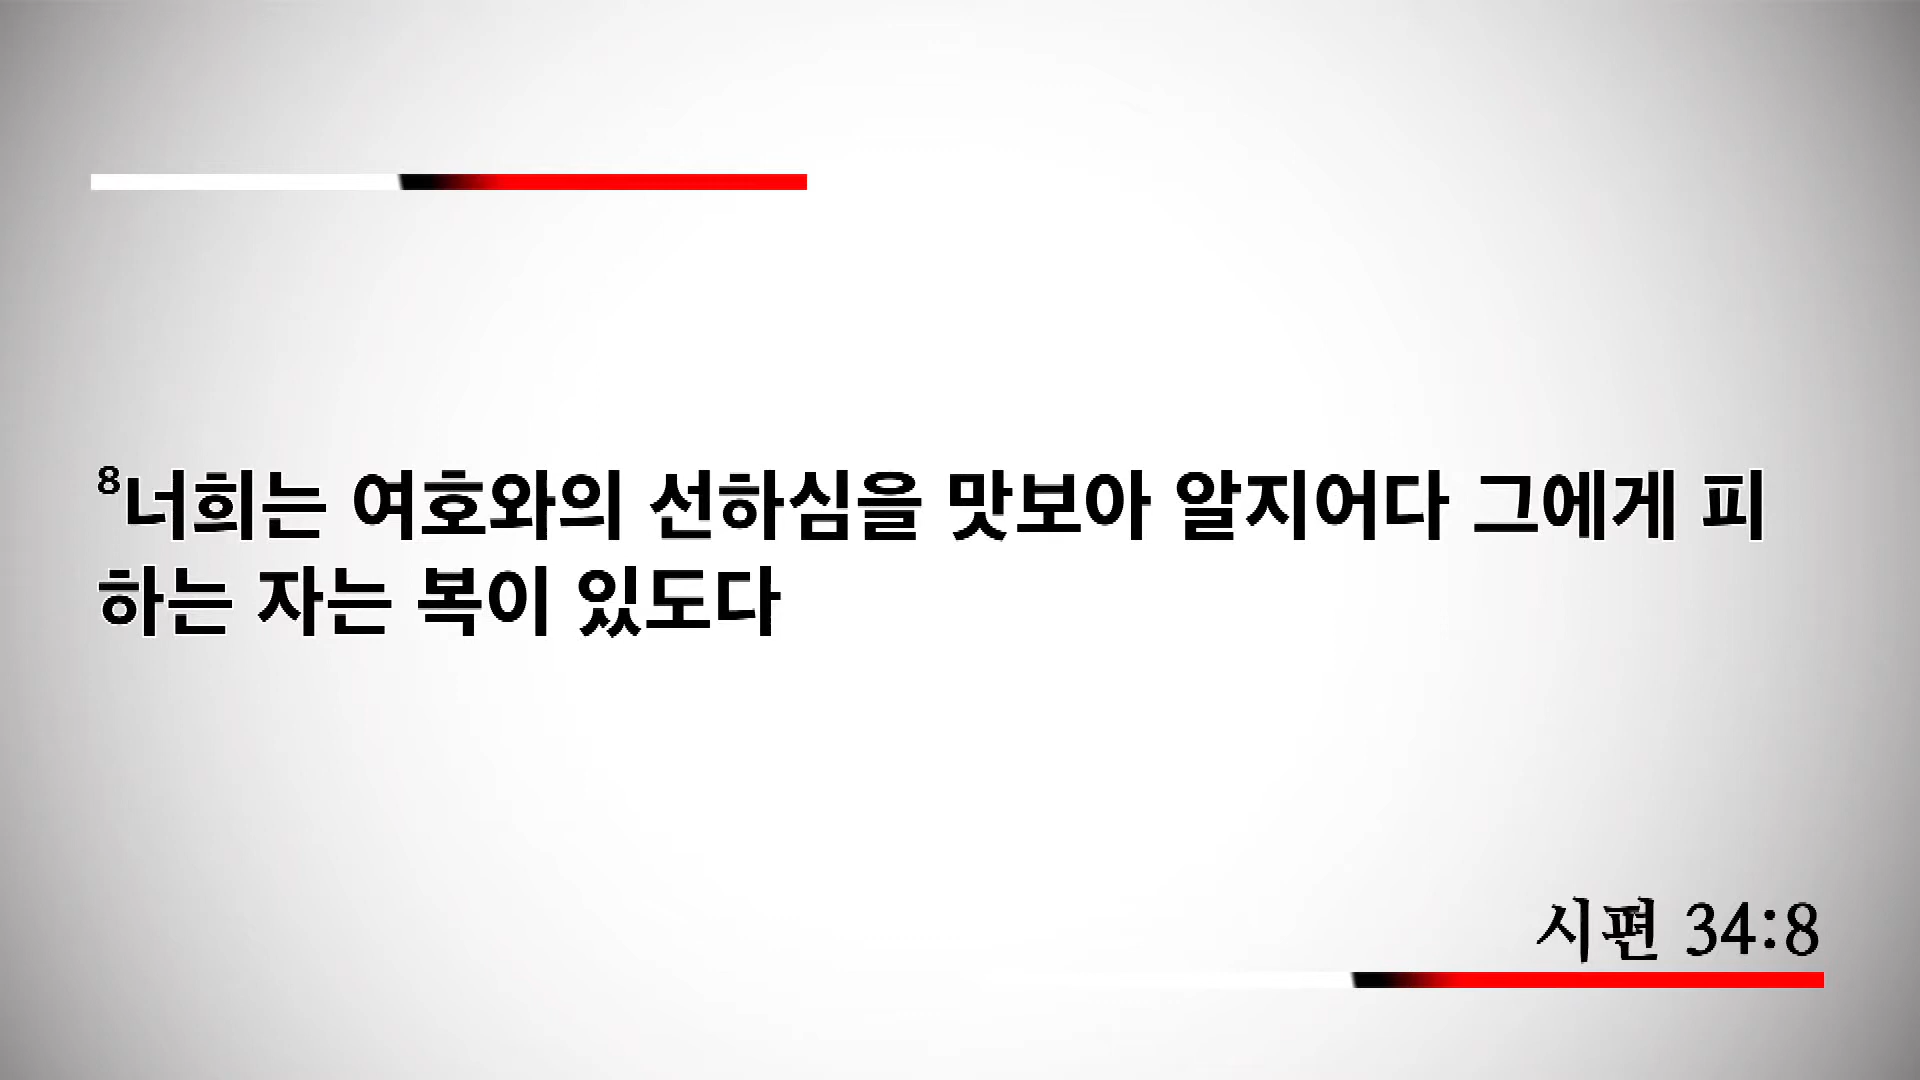 ⁸너희는 여호와의 선하심을 맛보아 알지어다 그에게 피
하는 자는 복이 있도다
시편 34:8